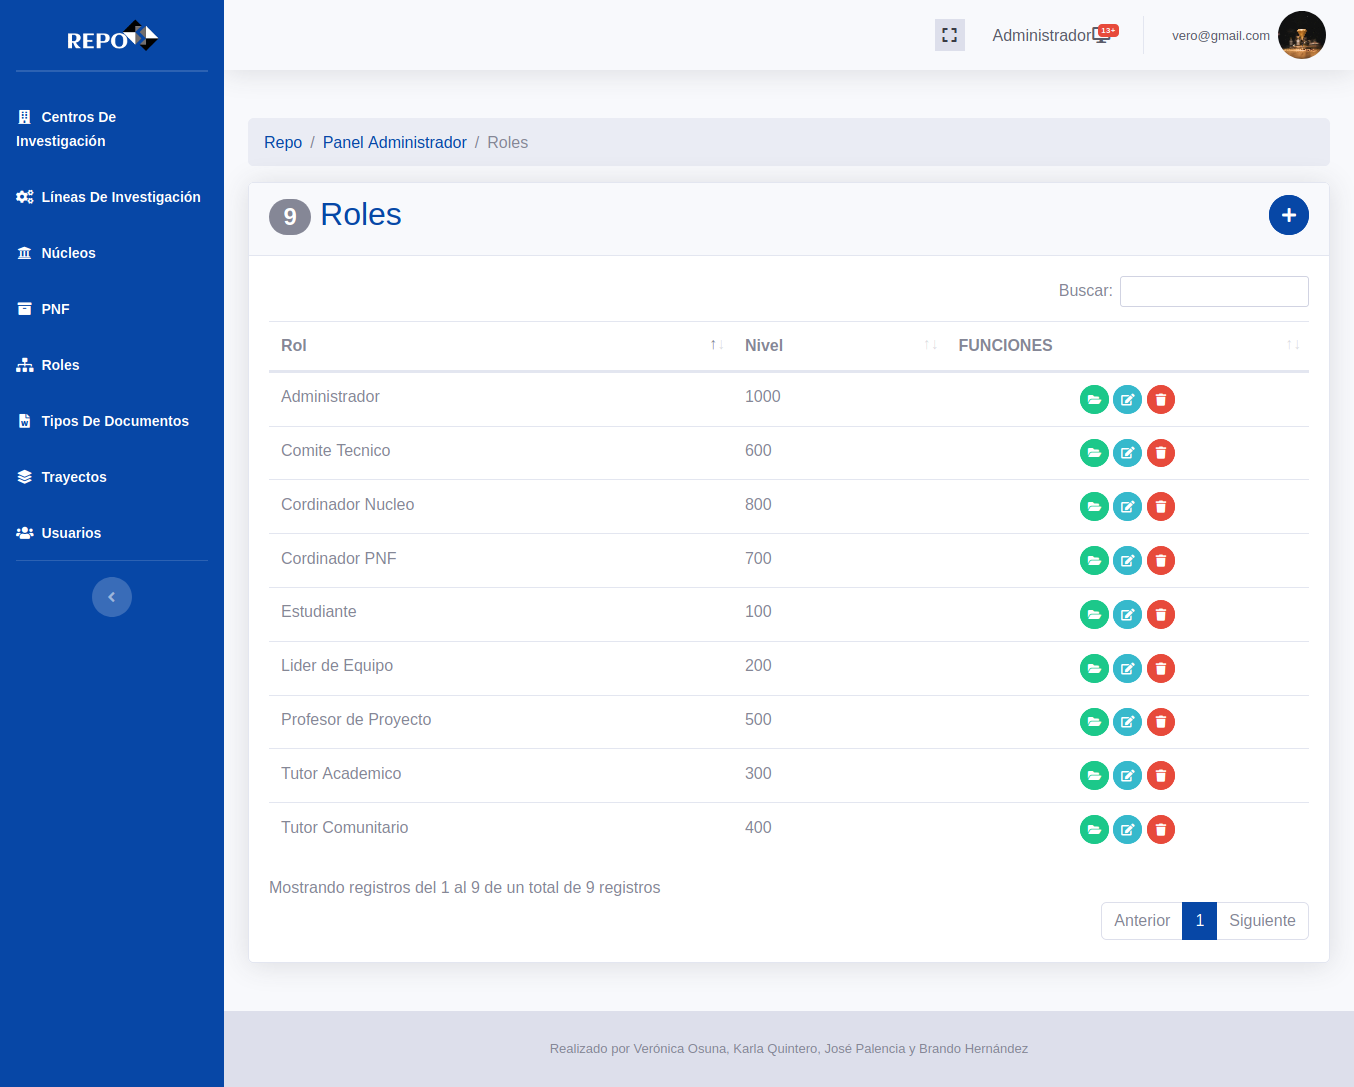 REPO
Centros De
Investigación
Líneas De Investigación
Núcleos
PNF
Roles
Tipos De Documentos
Trayectos
Usuarios
Administrador 13+ vero@gmail.com
Repo / Panel Administrador / Roles
9 Roles
Buscar:
Rol Nivel FUNCIONES
Administrador 1000
Comite Tecnico 600
Cordinador Nucleo 800
Cordinador PNF 700
Estudiante 100
Lider de Equipo 200
Profesor de Proyecto 500
Tutor Academico 300
Tutor Comunitario 400
Mostrando registros del 1 al 9 de un total de 9 registros
Anterior 1 Siguiente
Realizado por Verónica Osuna, Karla Quintero, José Palencia y Brando Hernández